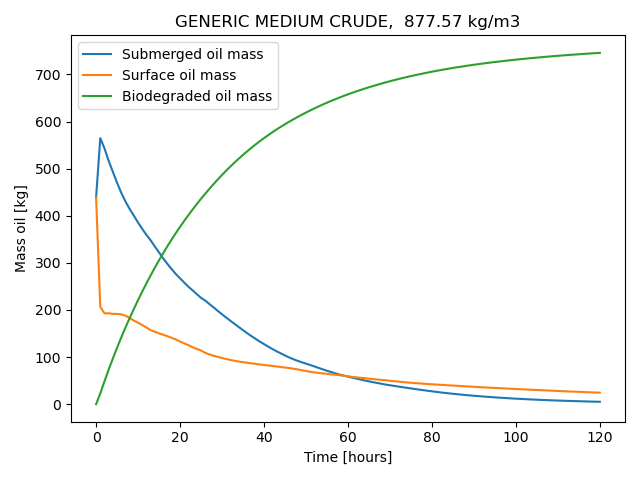 GENERIC MEDIUM CRUDE,  877.57 kg/m3
Submerged oil mass
Surface oil mass
Biodegraded oil mass
Mass oil [kg]
700
600
500
400
300
200
100
0
0 20 40 60 80 100 120
Time [hours]